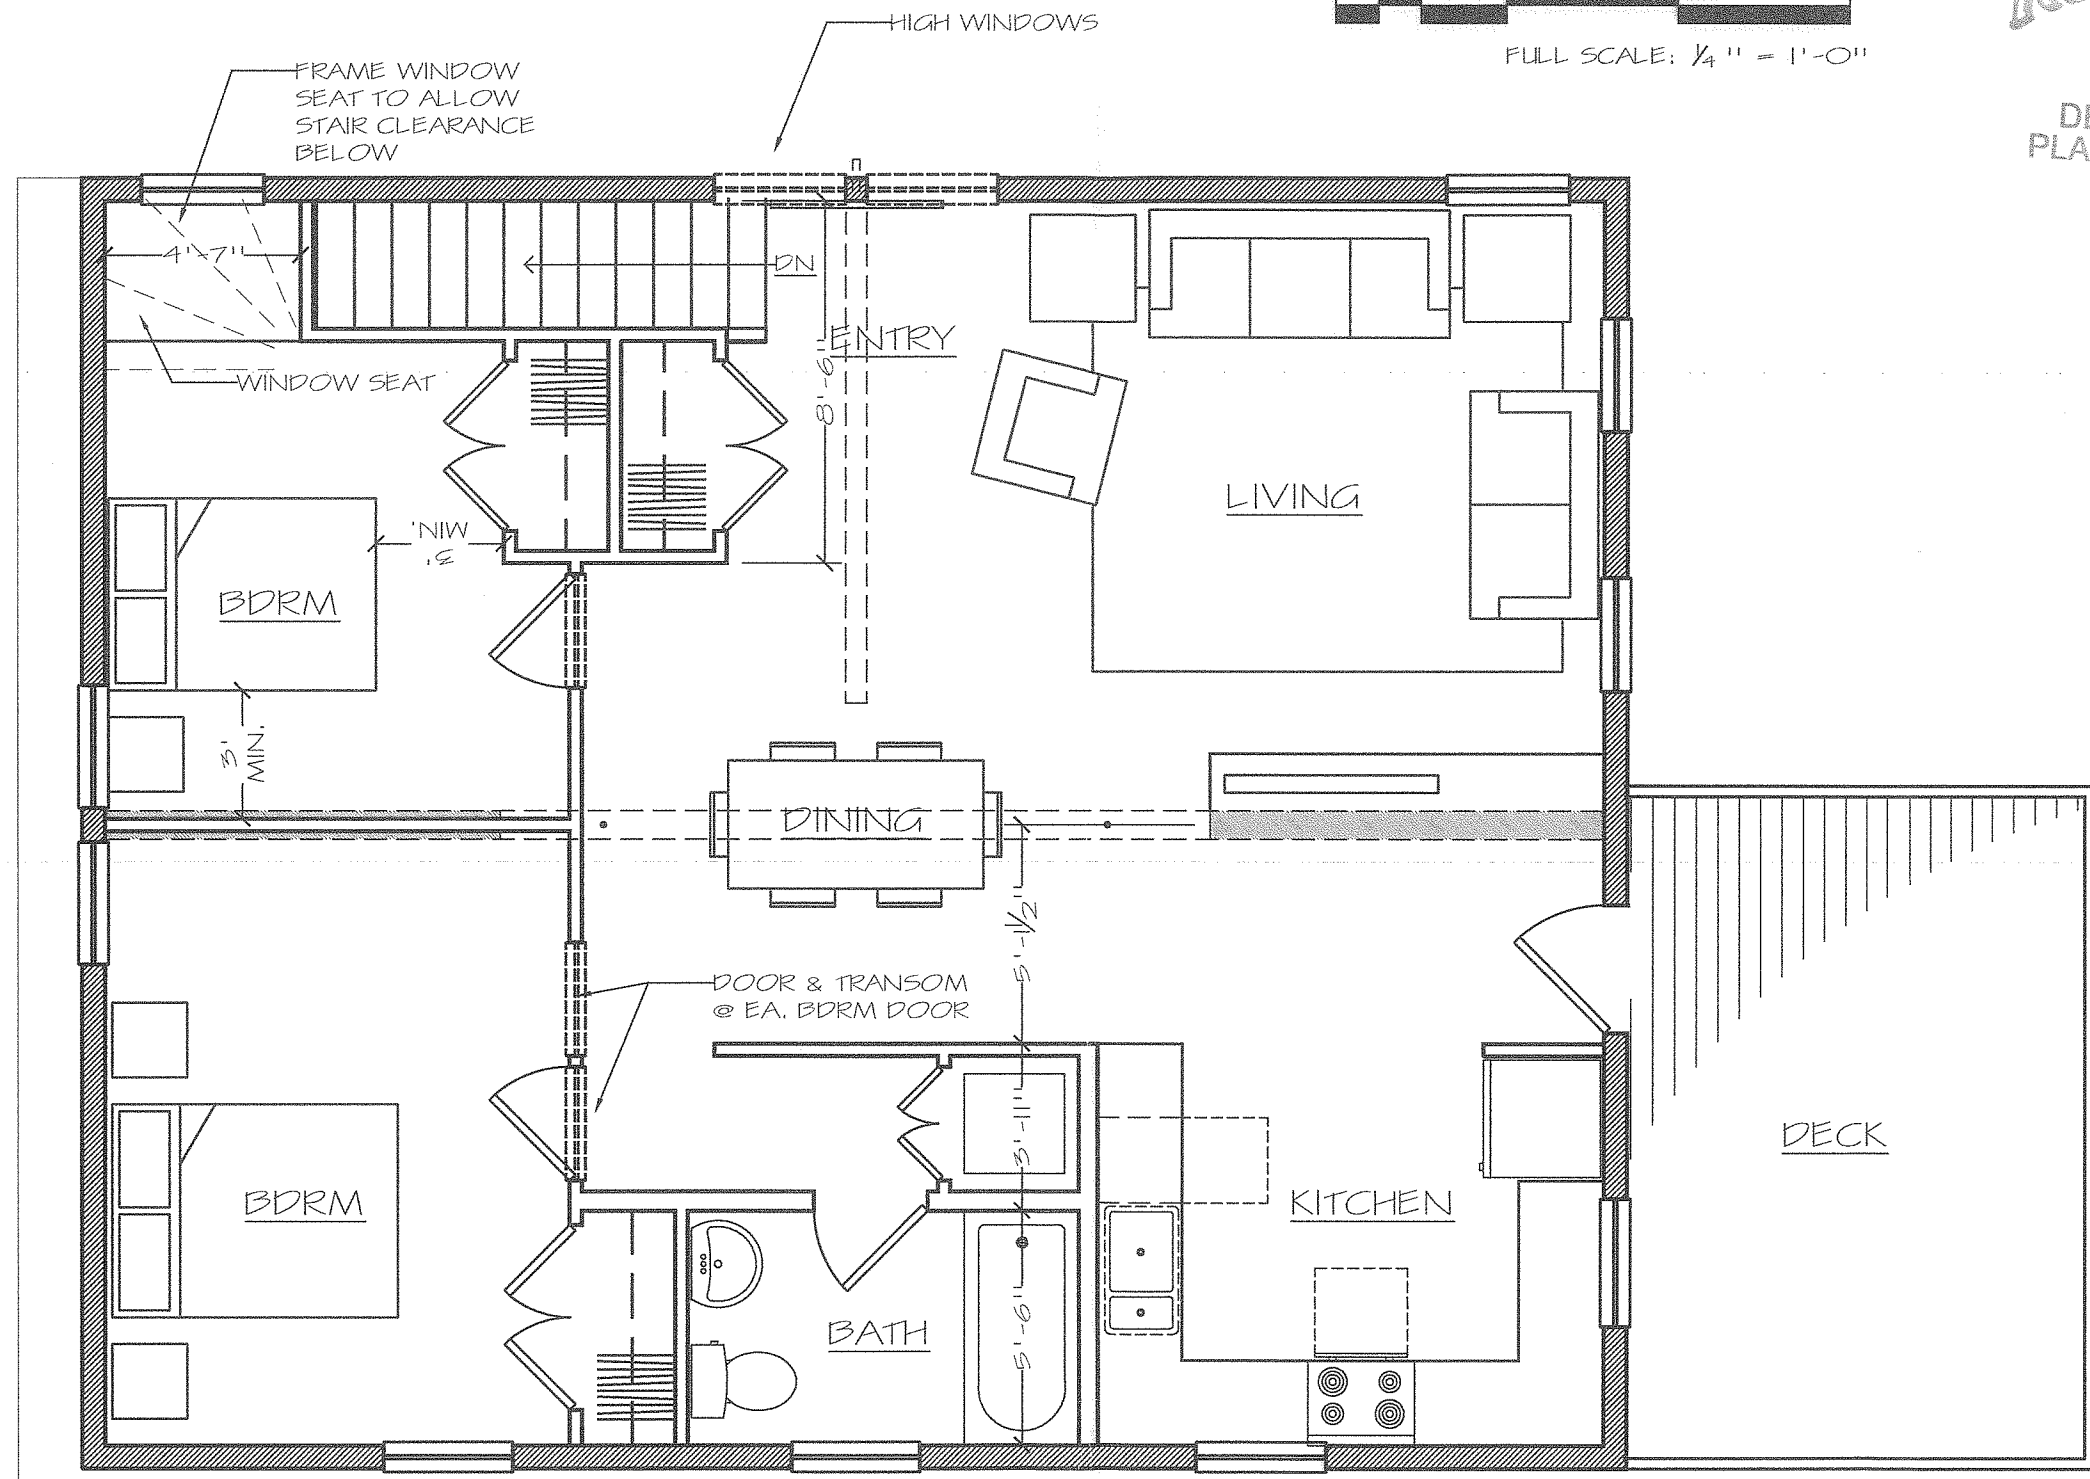 HIGH WINDOWS
FULL SCALE: 1/4" = 1'-0"
FRAME WINDOW
SEAT TO ALLOW
STAIR CLEARANCE
BELOW
4'-7"
DN
ENTRY
8'-6"
WINDOW SEAT
LIVING
3'
MIN.
BDRM
3'
MIN.
DINING
5'-1 1/2"
DOOR & TRANSOM
@ EA. BDRM DOOR
3'-11"
DECK
KITCHEN
BDRM
5'-6"
BATH